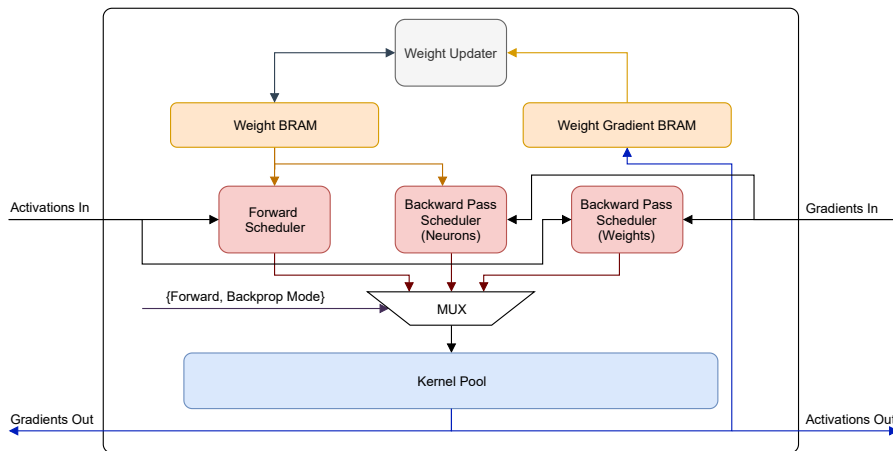 Weight Updater
Weight BRAM
Weight Gradient BRAM
Activations In
Forward
Scheduler
Backward Pass
Scheduler
(Neurons)
Backward Pass
Scheduler
(Weights)
Gradients In
{Forward, Backprop Mode}
MUX
Kernel Pool
Gradients Out
Activations Out